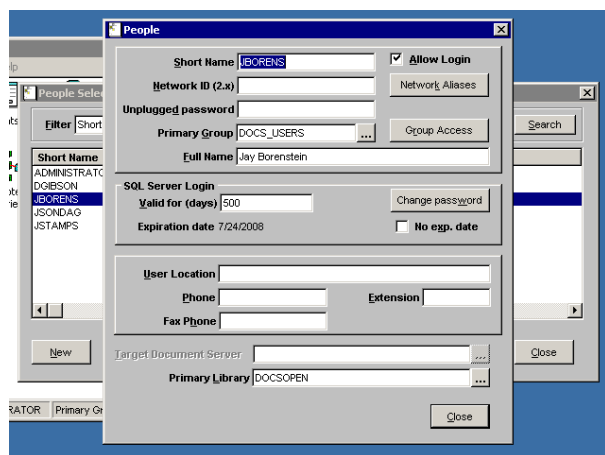 People
Short Name JBORENS Allow Login
Network ID (2.x) Network Aliases
Unplugged password
Primary Group DOCS_USERS ... Group Access
Full Name Jay Borenstein
SQL Server Login
Valid for (days) 500 Change password
Expiration date 7/24/2008 No exp. date
User Location
Phone Extension
Fax Phone
Target Document Server ...
Primary Library DOCSOPEN ...
Close
People Sele
Filter Short Search
Short Name
ADMINISTRATO
DGIBSON
JBORENS
JSONDAG
JSTAMPS
New Close
RATOR Primary Gr